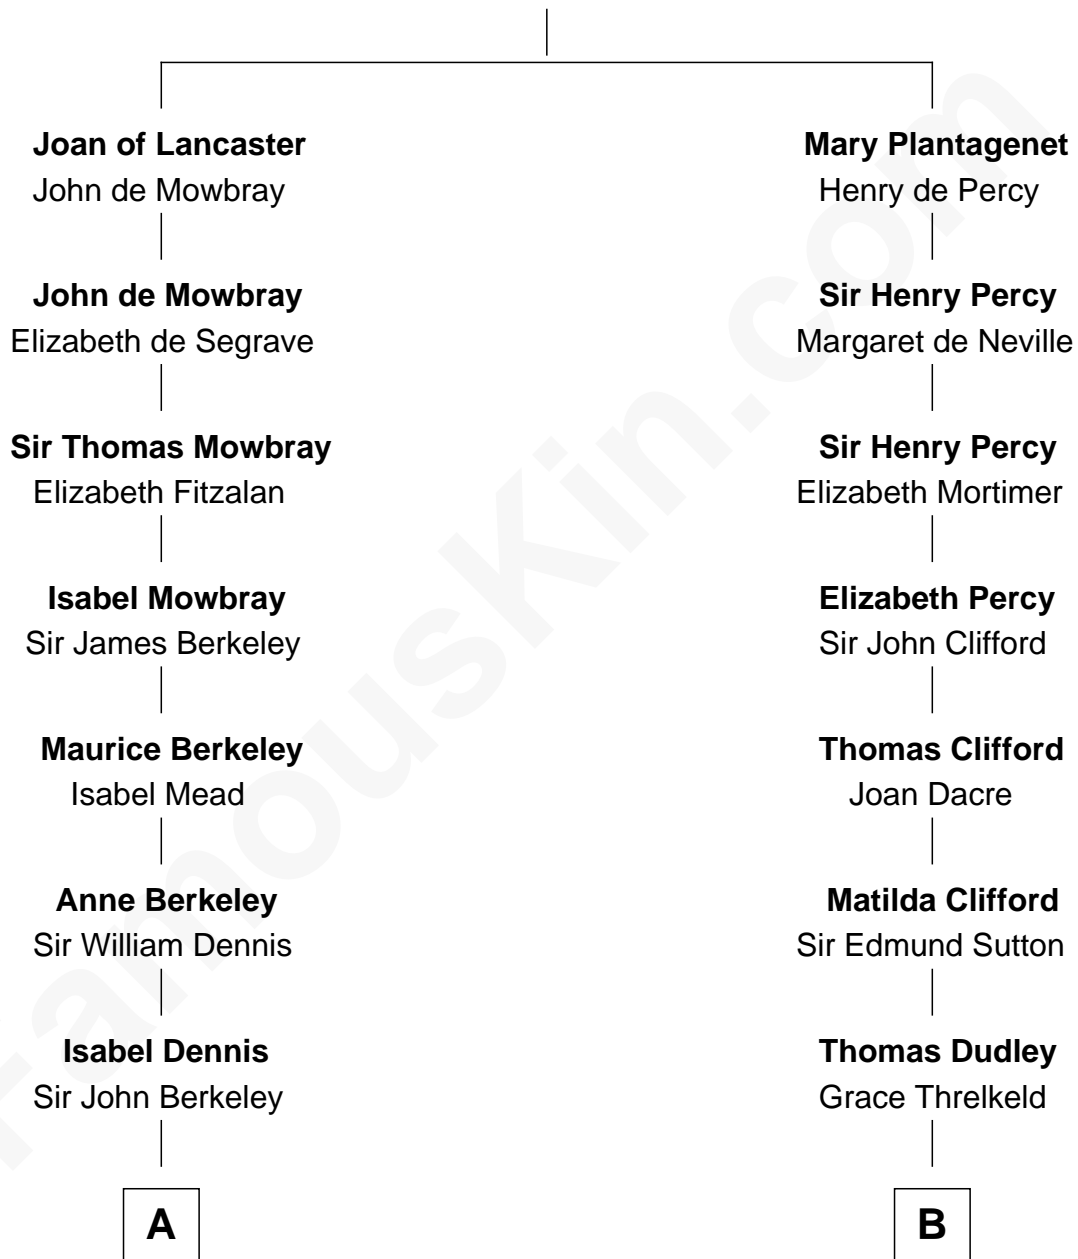 Joan of Lancaster
John de Mowbray
John de Mowbray
Elizabeth de Segrave
Sir Thomas Mowbray
Elizabeth Fitzalan
Isabel Mowbray
Sir James Berkeley
Maurice Berkeley
Isabel Mead
Anne Berkeley
Sir William Dennis
Isabel Dennis
Sir John Berkeley
A
Mary Plantagenet
Henry de Percy
Sir Henry Percy
Margaret de Neville
Sir Henry Percy
Elizabeth Mortimer
Elizabeth Percy
Sir John Clifford
Thomas Clifford
Joan Dacre
Matilda Clifford
Sir Edmund Sutton
Thomas Dudley
Grace Threlkeld
B
FamousKin.com